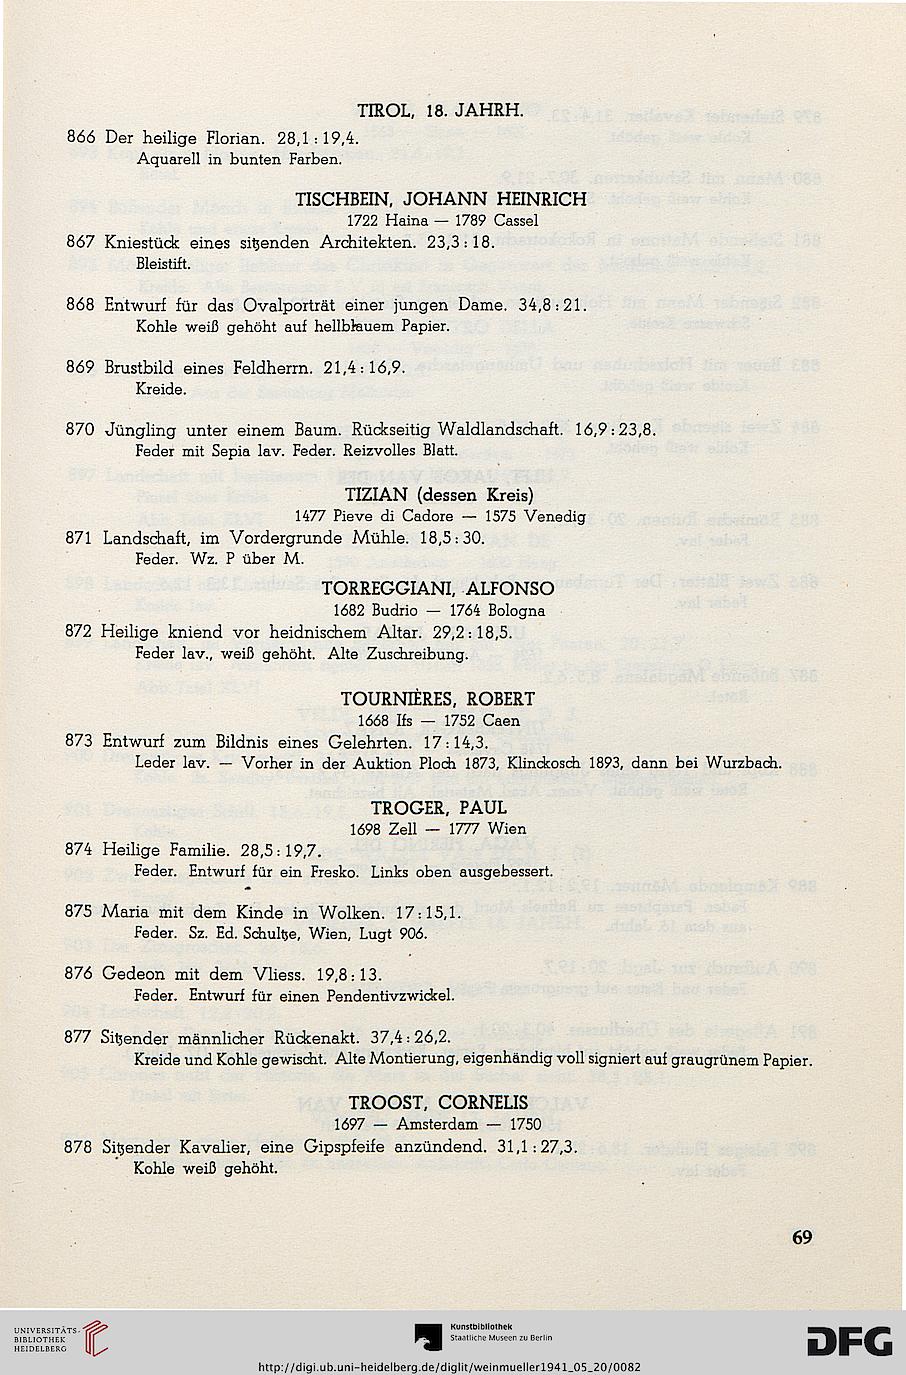 TIROL, 18. JAHRH.
866 Der heilige Florian. 28,1 : 19,4.
Aquarell in bunten Farben.
TISCHBEIN, JOHANN HEINRICH
1722 Haina — 1789 Cassel
867 Kniestück eines sitzenden Architekten. 23,3 : 18.
Bleistift.
868 Entwurf für das Ovalporträt einer jungen Dame. 34,8 : 21.
Kohle weiß gehöht auf hellblauem Papier.
869 Brustbild eines Feldherrn. 21,4 : 16,9.
Kreide.
870 Jüngling unter einem Baum. Rückseitig Waldlandschaft. 16,9 : 23,8.
Feder mit Sepia lav. Feder. Reizvolles Blatt.
TIZIAN (dessen Kreis)
1477 Pieve di Cadore — 1575 Venedig
871 Landschaft, im Vordergrunde Mühle. 18,5 : 30.
Feder. Wz. P über M.
TORREGGIANI, ALFONSO
1682 Budrio — 1764 Bologna
872 Heilige kniend vor heidnischem Altar. 29,2 : 18,5.
Feder lav., weiß gehöht. Alte Zuschreibung.
TOURNIÈRES, ROBERT
1668 Ifs — 1752 Caen
873 Entwurf zum Bildnis eines Gelehrten. 17 : 14,3.
Leder lav. — Vorher in der Auktion Ploch 1873, Klinckosch 1893, dann bei Wurzbach.
TROGER, PAUL
1698 Zell — 1777 Wien
874 Heilige Familie. 28,5 : 19,7.
Feder. Entwurf für ein Fresko. Links oben ausgebessert.
875 Maria mit dem Kinde in Wolken. 17 : 15,1.
Feder. Sz. Ed. Schultze, Wien, Lugt 906.
876 Gedeon mit dem Vliess. 19,8 : 13.
Feder. Entwurf für einen Pendentivzwickel.
877 Sitzender männlicher Rückenakt. 37,4 : 26,2.
Kreide und Kohle gewischt. Alte Montierung, eigenhändig voll signiert auf graugrünem Papier.
TROOST, CORNELIS
1697 — Amsterdam — 1750
878 Sitzender Kavalier, eine Gipspfeife anzündend. 31,1 : 27,3.
Kohle weiß gehöht.
69
UNIVERSITÄTS-
BIBLIOTHEK
HEIDELBERG
Kunstbibliothek
Staatliche Museen zu Berlin
DFG
http://digi.ub.uni-heidelberg.de/diglit/weinmueller1941_05_20/0082